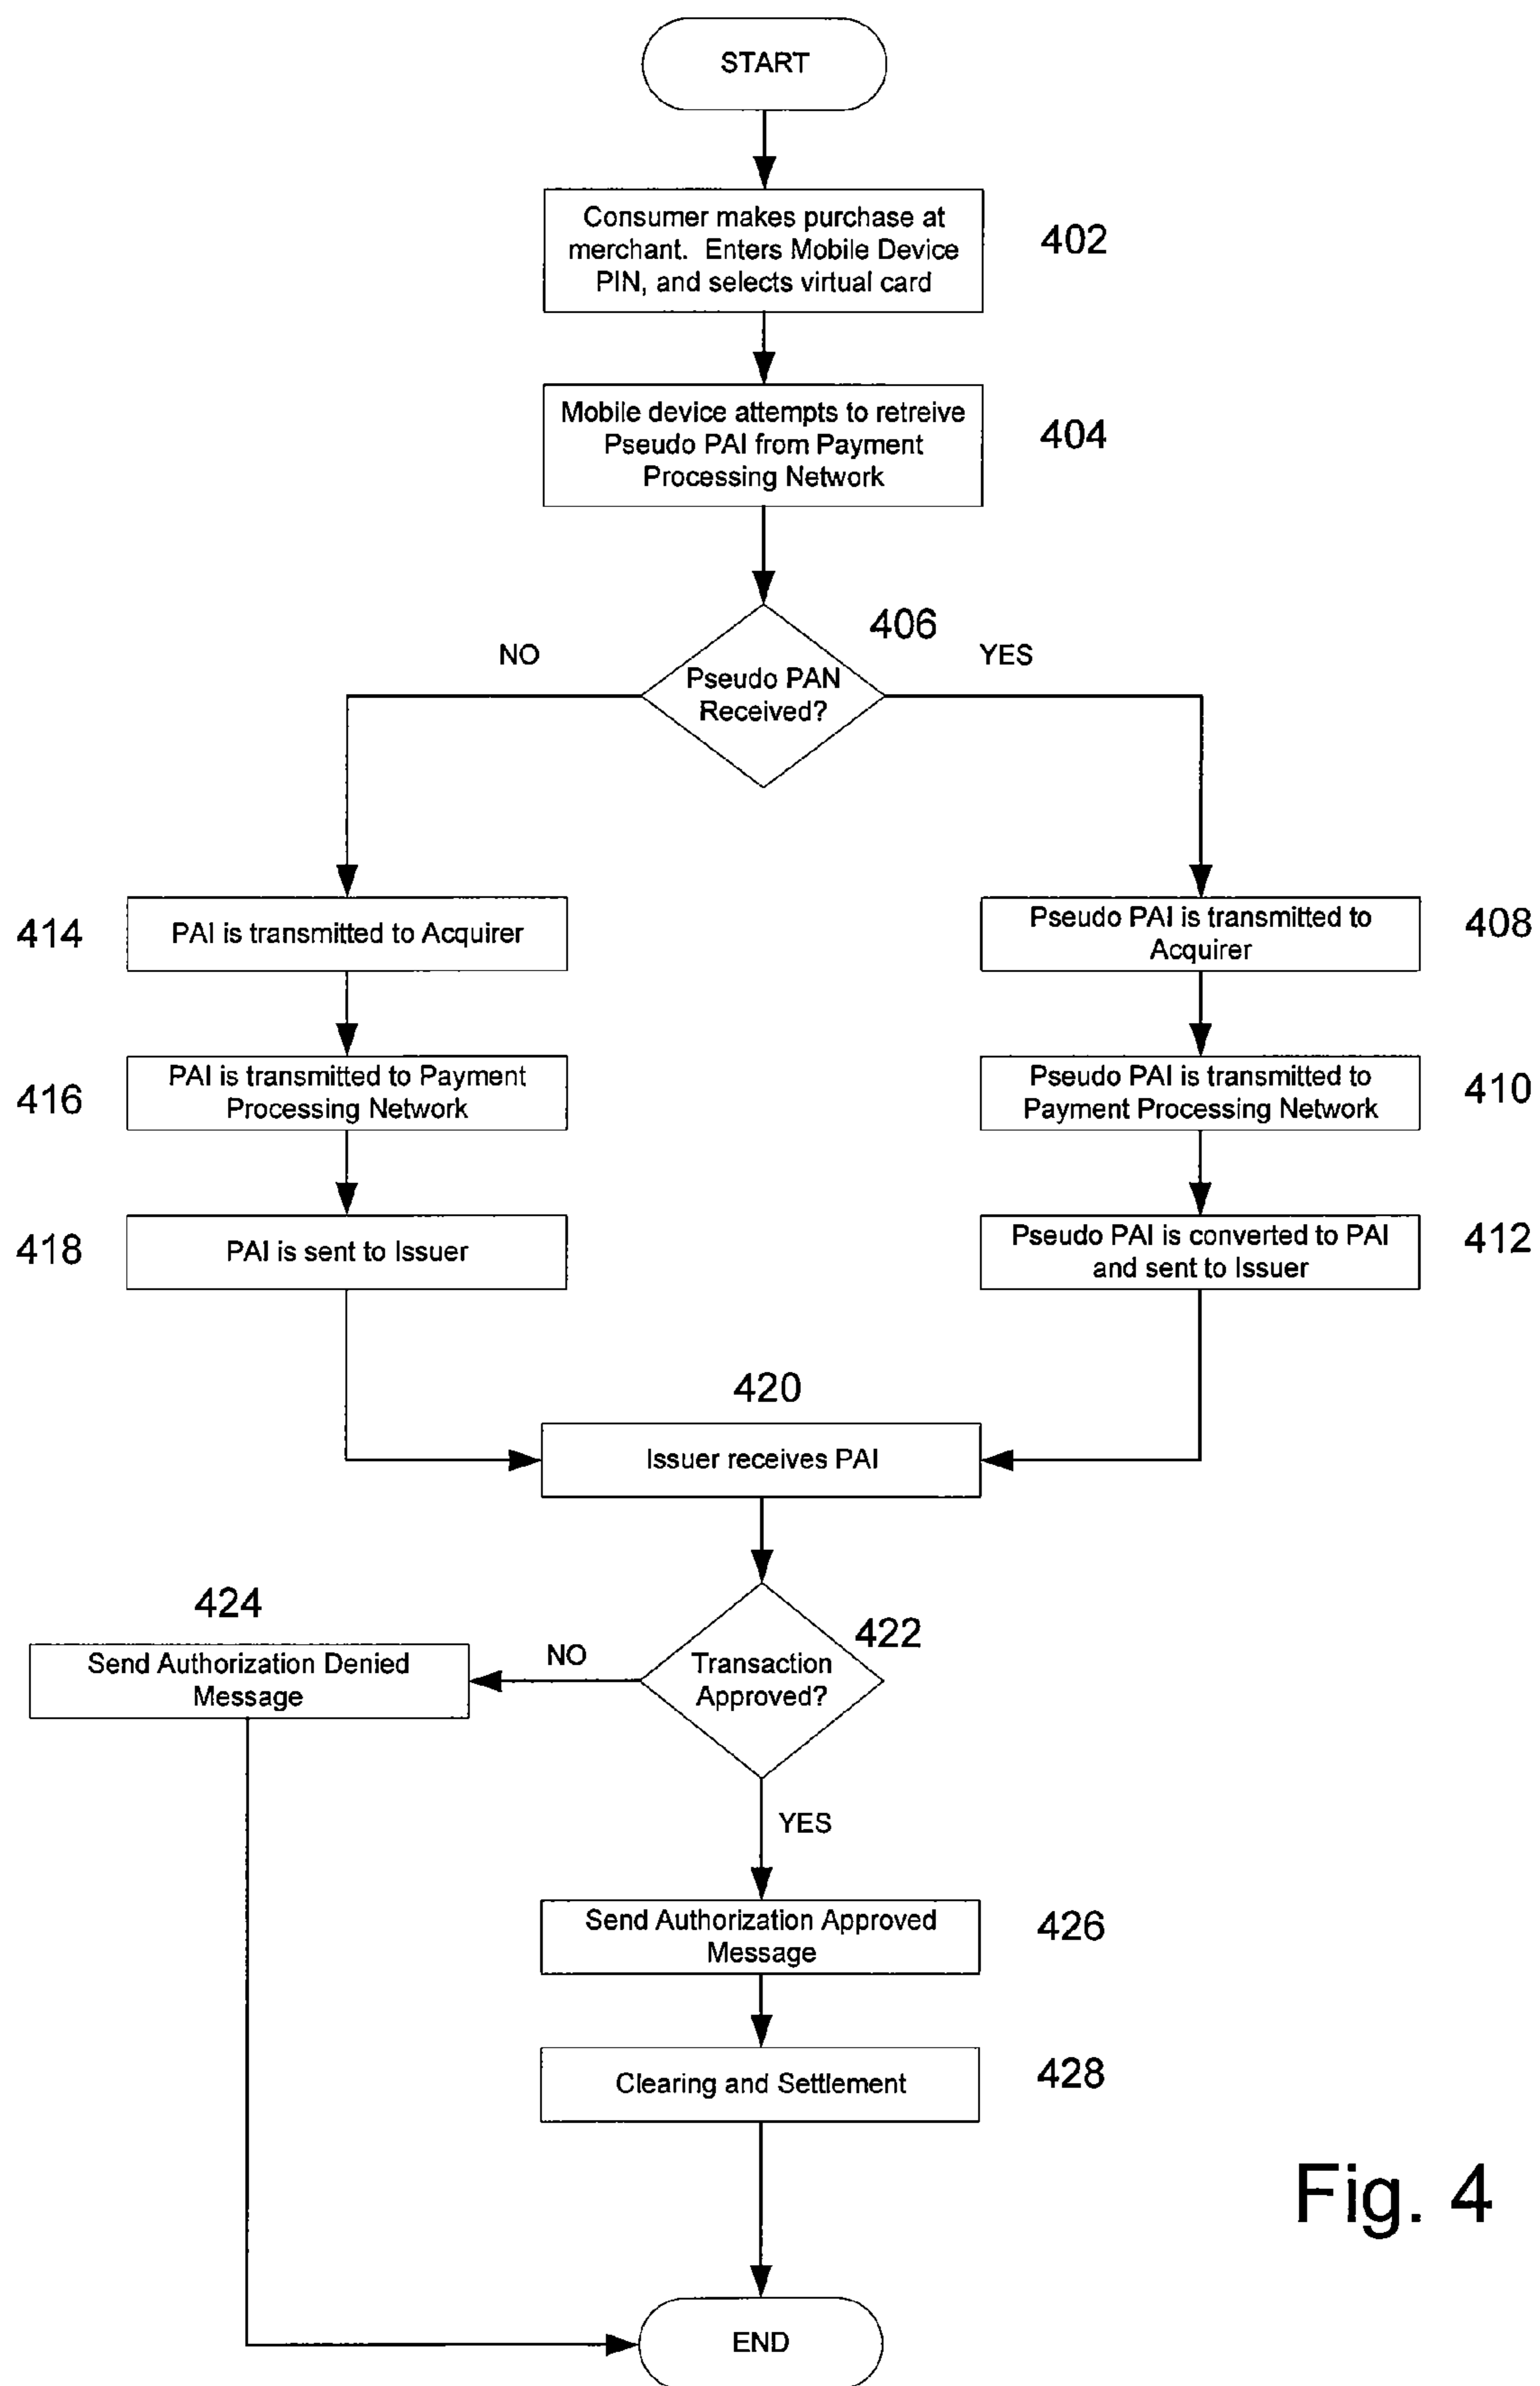 START
Consumer makes purchase at
merchant. Enters Mobile Device
PIN, and selects virtual card
402
Mobile device attempts to retreive
Pseudo PAI from Payment
Processing Network
404
406
NO
YES
Pseudo PAN
Received?
414
PAI is transmitted to Acquirer
Pseudo PAI is transmitted to
Acquirer
408
416
PAI is transmitted to Payment
Processing Network
Pseudo PAI is transmitted to
Payment Processing Network
410
418
PAI is sent to Issuer
Pseudo PAI is converted to PAI
and sent to Issuer
412
420
Issuer receives PAI
424
Send Authorization Denied
Message
NO
422
Transaction
Approved?
YES
Send Authorization Approved
Message
426
Clearing and Settlement
428
Fig. 4
END